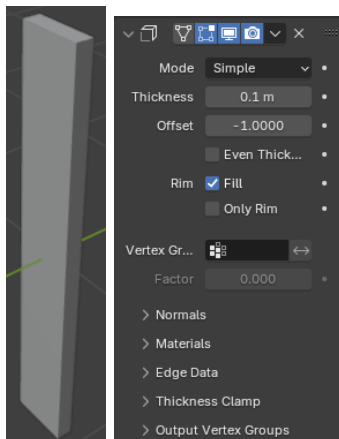 Mode Simple
Thickness 0.1 m
Offset -1.0000
Even Thick...
Rim Fill
Only Rim
Vertex Gr...
Factor 0.000
Normals
Materials
Edge Data
Thickness Clamp
Output Vertex Groups